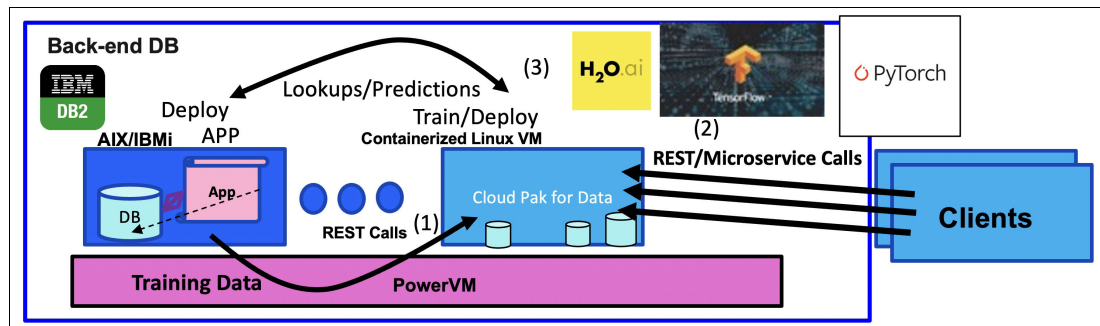 Back-end DB
IBM
DB2
(3)
H2O.ai
TensorFlow
PyTorch
Lookups/Predictions
Deploy
APP
Train/Deploy
(2)
AIX/IBMi
Containerized Linux VM
REST/Microservice Calls
App
DB
Cloud Pak for Data
Clients
REST Calls
(1)
Training Data
PowerVM